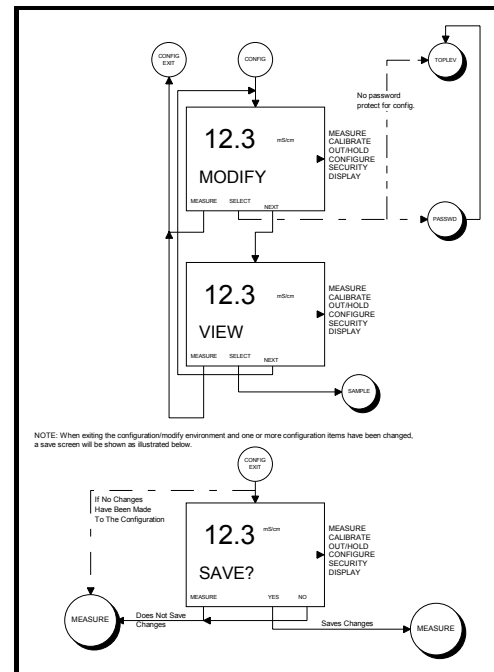 CONFIG
EXIT
CONFIG
TOPLEV
No password
protect for config.
12.3 mS/cm
MODIFY
MEASURE
CALIBRATE
OUT/HOLD
CONFIGURE
SECURITY
DISPLAY
MEASURE SELECT NEXT
PASSWD
12.3 mS/cm
VIEW
MEASURE
CALIBRATE
OUT/HOLD
CONFIGURE
SECURITY
DISPLAY
MEASURE SELECT NEXT
SAMPLE
NOTE: When exiting the configuration/modify environment and one or more configuration items have been changed,
a save screen will be shown as illustrated below.
CONFIG
EXIT
If No Changes
Have Been Made
To The Configuration
12.3 mS/cm
SAVE?
MEASURE
CALIBRATE
OUT/HOLD
CONFIGURE
SECURITY
DISPLAY
MEASURE YES NO
MEASURE
Does Not Save
Changes
Saves Changes
MEASURE